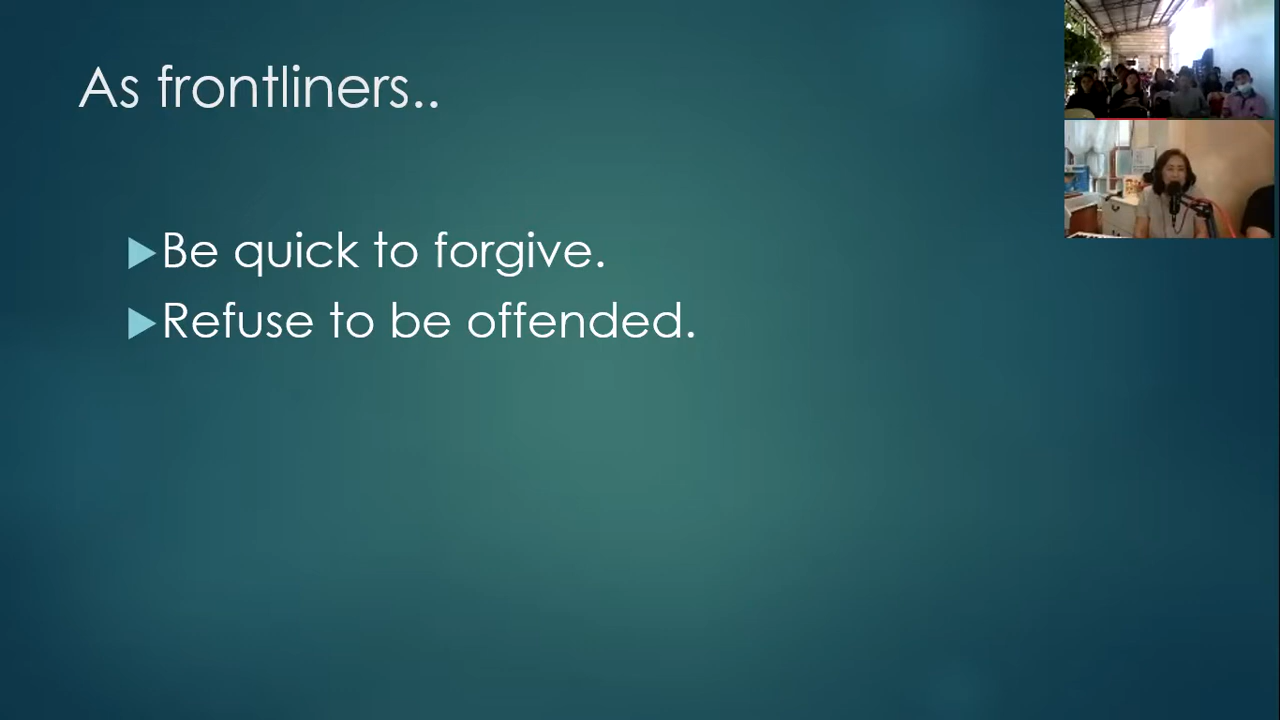 As frontliners..
Be quick to forgive.
Refuse to be offended.